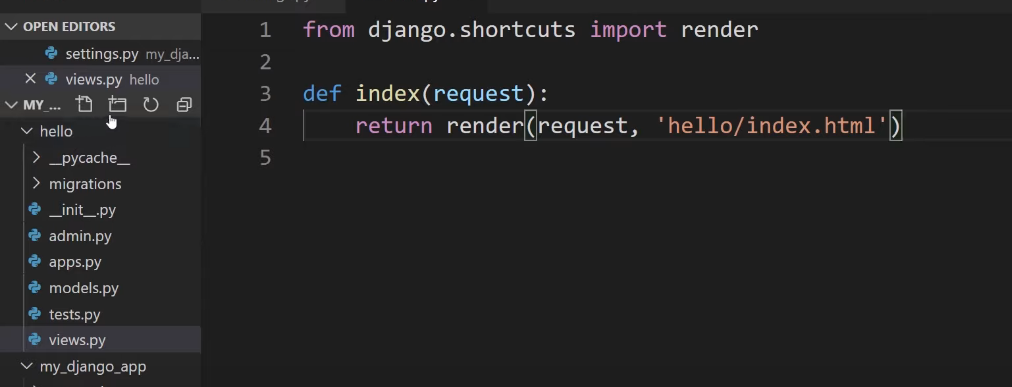 OPEN EDITORS
settings.py my_dja...
views.py hello
MY_...
hello
__pycache__
migrations
__init__.py
admin.py
apps.py
models.py
tests.py
views.py
my_django_app
1 from django.shortcuts import render
2
3 def index(request):
4 return render(request, 'hello/index.html')
5